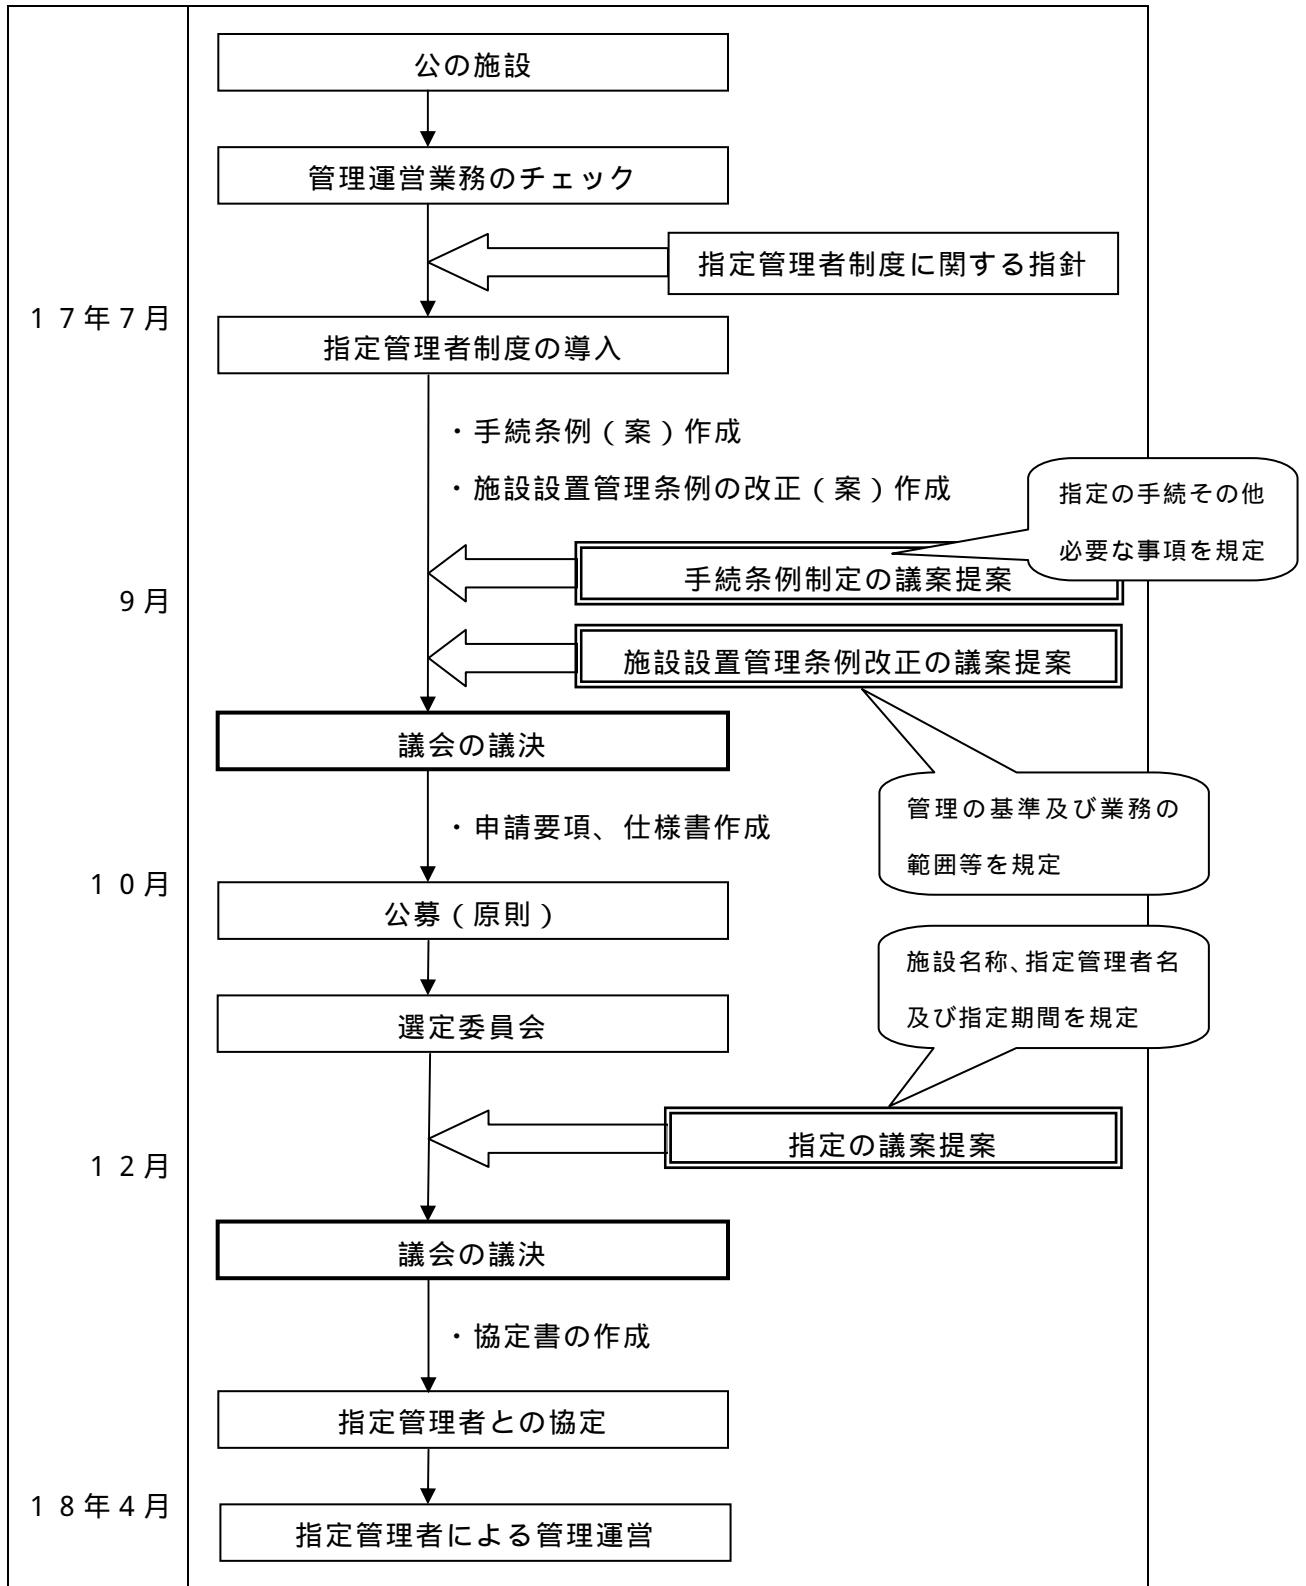 公の施設
管理運営業務のチェック
指定管理者制度に関する指針
１７年７月
指定管理者制度の導入
・手続条例（案）作成
・施設設置管理条例の改正（案）作成
指定の手続その他
必要な事項を規定
手続条例制定の議案提案
９月
施設設置管理条例改正の議案提案
議会の議決
管理の基準及び業務の
範囲等を規定
・申請要項、仕様書作成
１０月
公募（原則）
施設名称、指定管理者名
及び指定期間を規定
選定委員会
指定の議案提案
１２月
議会の議決
・協定書の作成
指定管理者との協定
１８年４月
指定管理者による管理運営